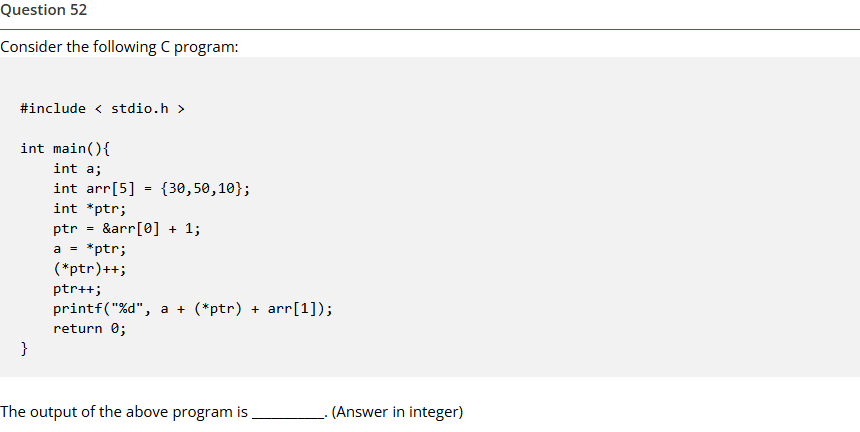 Question 52
Consider the following C program:
#include < stdio.h >
int main(){
    int a;
    int arr[5] = {30,50,10};
    int *ptr;
    ptr = &arr[0] + 1;
    a = *ptr;
    (*ptr)++;
    ptr++;
    printf("%d", a + (*ptr) + arr[1]);
    return 0;
}
The output of the above program is __________. (Answer in integer)